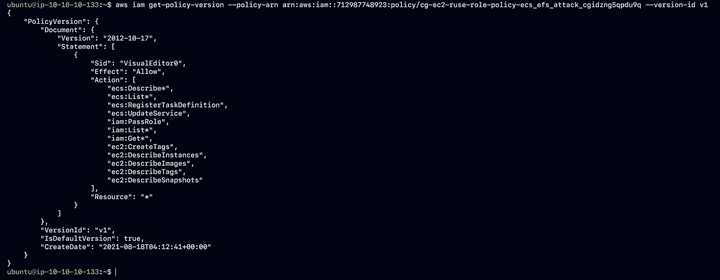 ubuntu@ip-10-10-10-133:~$ aws iam get-policy-version --policy-arn arn:aws:iam::712987748923:policy/cg-ec2-ruse-role-policy-ecs_efs_attack_cgidzng5qpdu9q --version-id v1
{
    "PolicyVersion": {
        "Document": {
            "Version": "2012-10-17",
            "Statement": [
                {
                    "Sid": "VisualEditor0",
                    "Effect": "Allow",
                    "Action": [
                        "ecs:Describe*",
                        "ecs:List*",
                        "ecs:RegisterTaskDefinition",
                        "ecs:UpdateService",
                        "iam:PassRole",
                        "iam:List*",
                        "iam:Get*",
                        "ec2:CreateTags",
                        "ec2:DescribeInstances",
                        "ec2:DescribeImages",
                        "ec2:DescribeTags",
                        "ec2:DescribeSnapshots"
                    ],
                    "Resource": "*"
                }
            ]
        },
        "VersionId": "v1",
        "IsDefaultVersion": true,
        "CreateDate": "2021-08-18T04:12:41+00:00"
    }
}
ubuntu@ip-10-10-10-133:~$